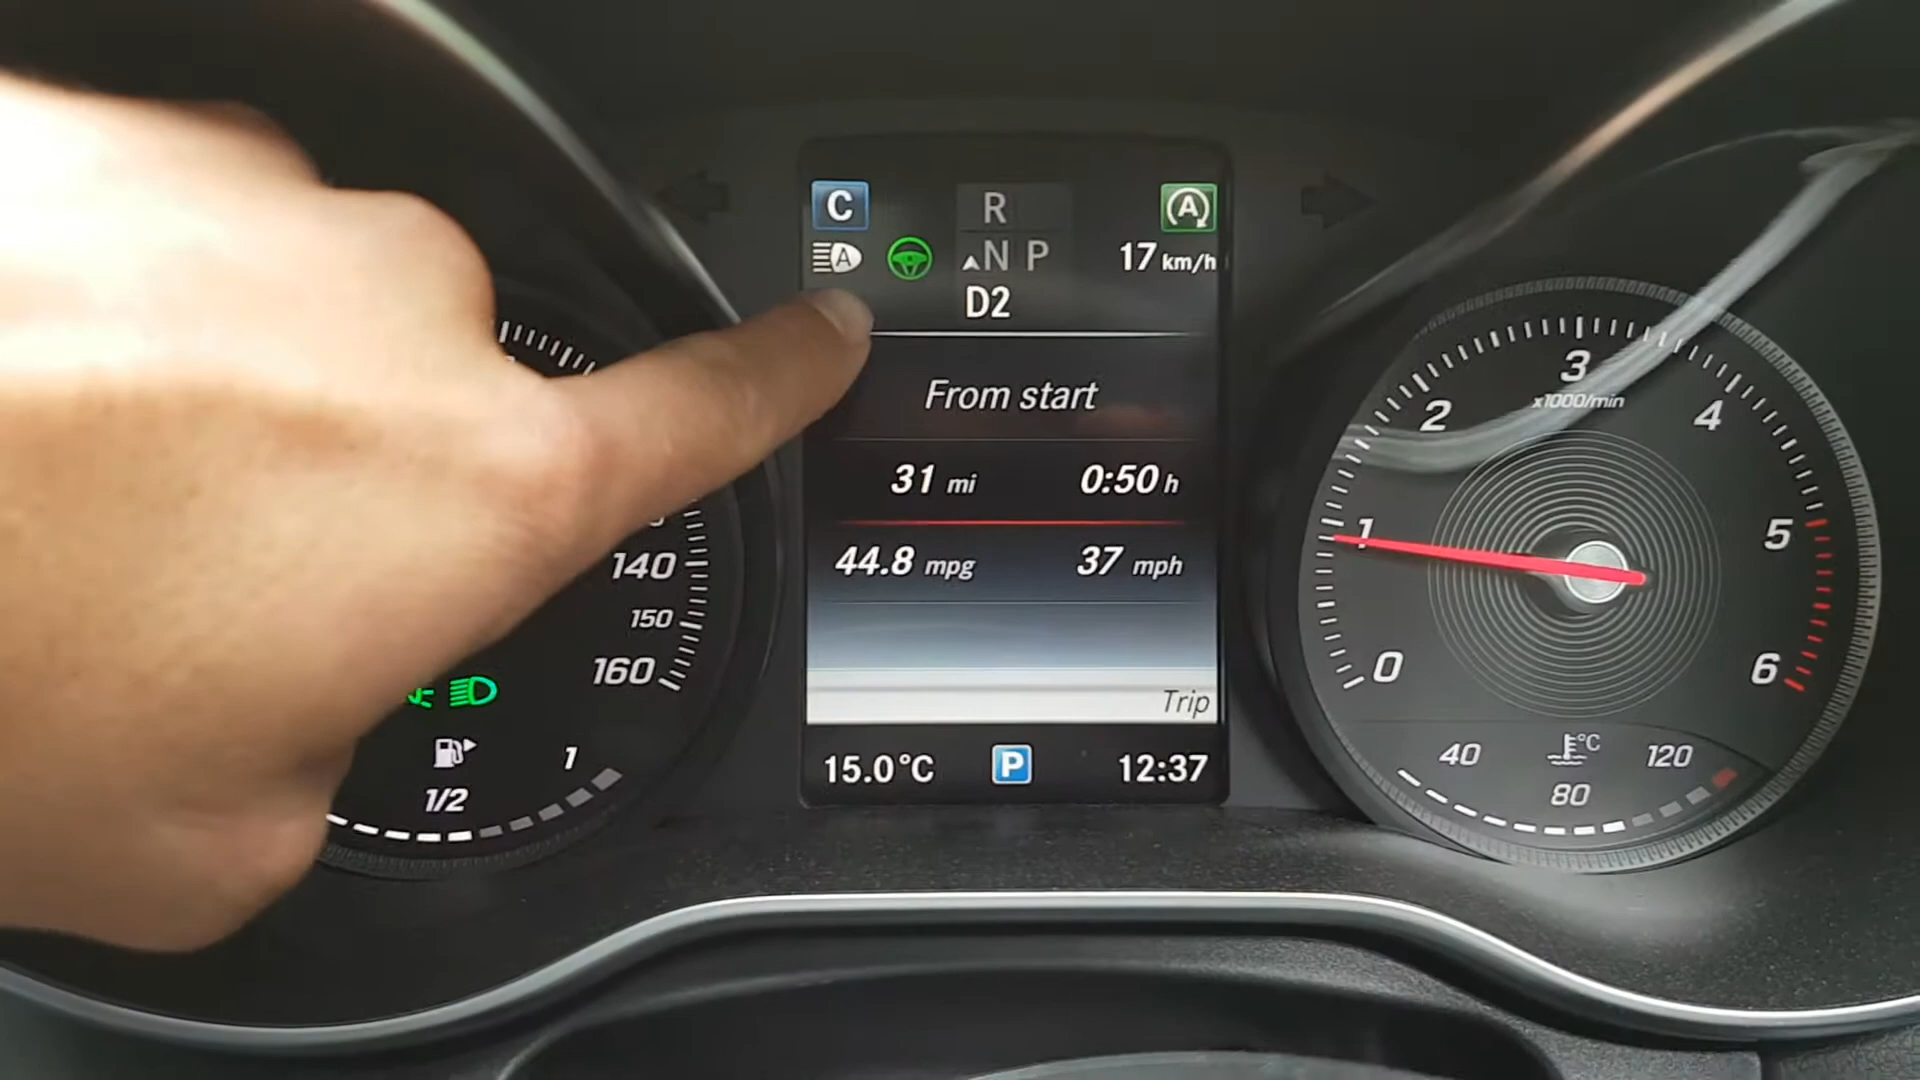 C
R
A
A
N P
17 km/h
D2
From start
31 mi
0:50 h
44.8 mpg
37 mph
Trip
15.0°C
P
12:37
140
150
160
1/2
1
0
1
2
3
4
5
6
x1000/min
40
80
120
°C